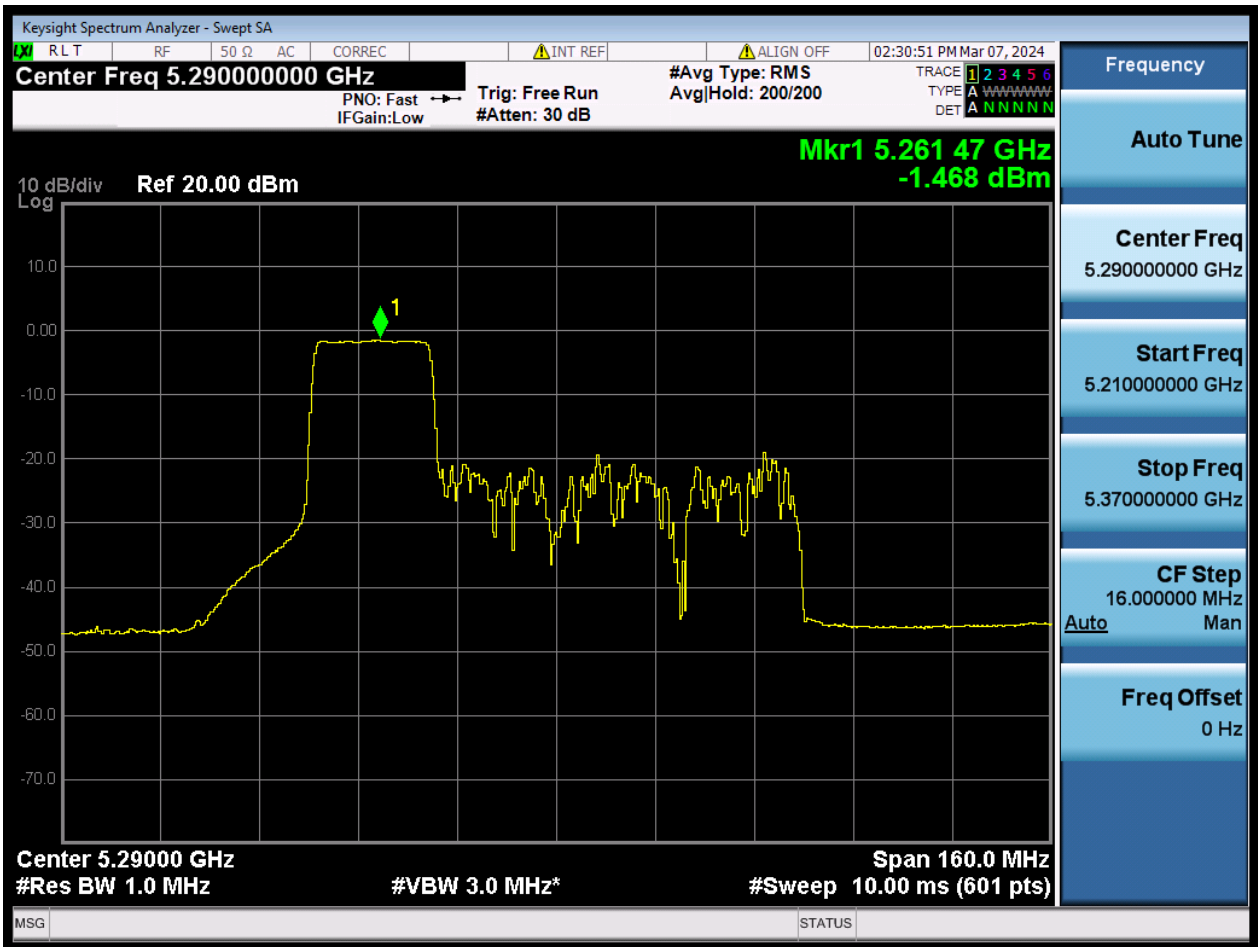 Keysight Spectrum Analyzer - Swept SA
LXI RLT RF 50 Ω AC CORREC INT REF ALIGN OFF 02:30:51 PM Mar 07, 2024
Center Freq 5.290000000 GHz
PNO: Fast
IFGain:Low
Trig: Free Run
#Atten: 30 dB
#Avg Type: RMS
Avg|Hold: 200/200
TRACE 1 2 3 4 5 6
TYPE A WWWWW
DET A N N N N N
Mkr1 5.261 47 GHz
-1.468 dBm
10 dB/div
Log
Ref 20.00 dBm
1
10.0
0.00
-10.0
-20.0
-30.0
-40.0
-50.0
-60.0
-70.0
Center 5.29000 GHz
Span 160.0 MHz
#Res BW 1.0 MHz
#VBW 3.0 MHz*
#Sweep 10.00 ms (601 pts)
MSG
STATUS
Frequency
Auto Tune
Center Freq
5.290000000 GHz
Start Freq
5.210000000 GHz
Stop Freq
5.370000000 GHz
CF Step
16.000000 MHz
Auto Man
Freq Offset
0 Hz